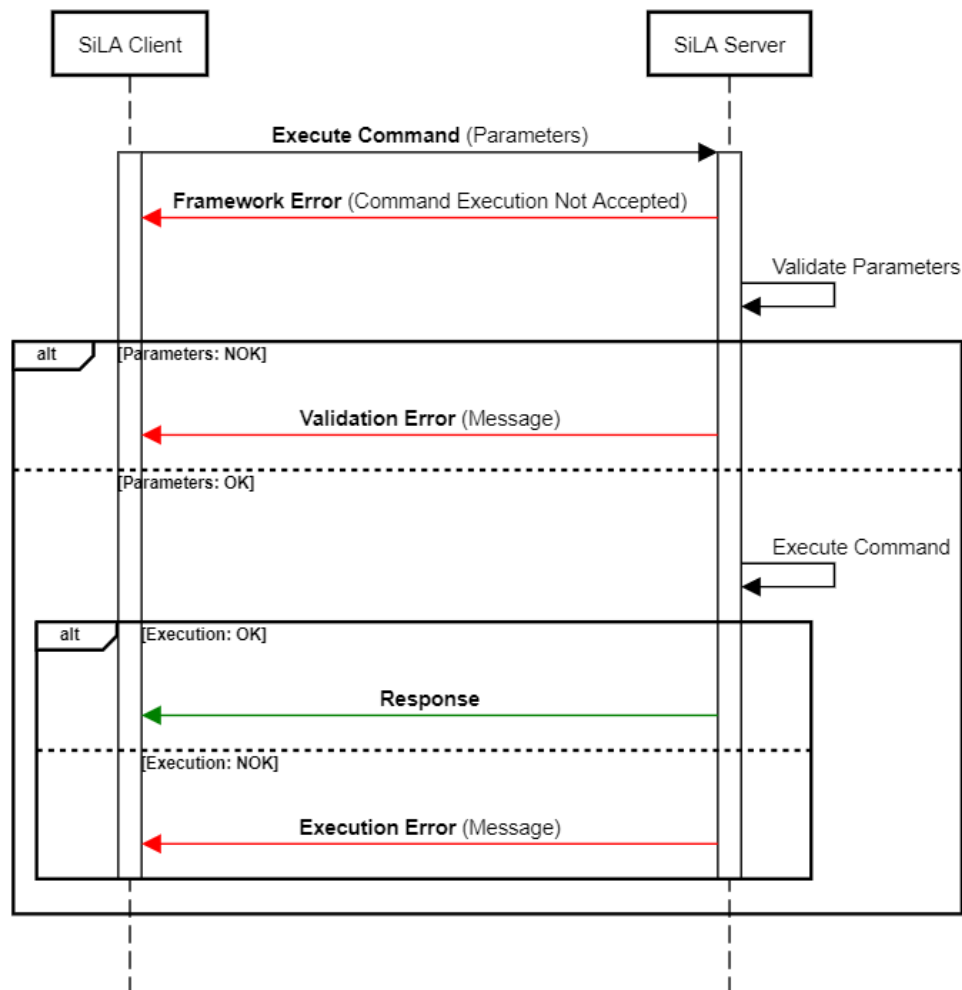 SiLA Client
SiLA Server
Execute Command (Parameters)
Framework Error (Command Execution Not Accepted)
Validate Parameters
alt
[Parameters: NOK]
Validation Error (Message)
[Parameters: OK]
Execute Command
alt
[Execution: OK]
Response
[Execution: NOK]
Execution Error (Message)